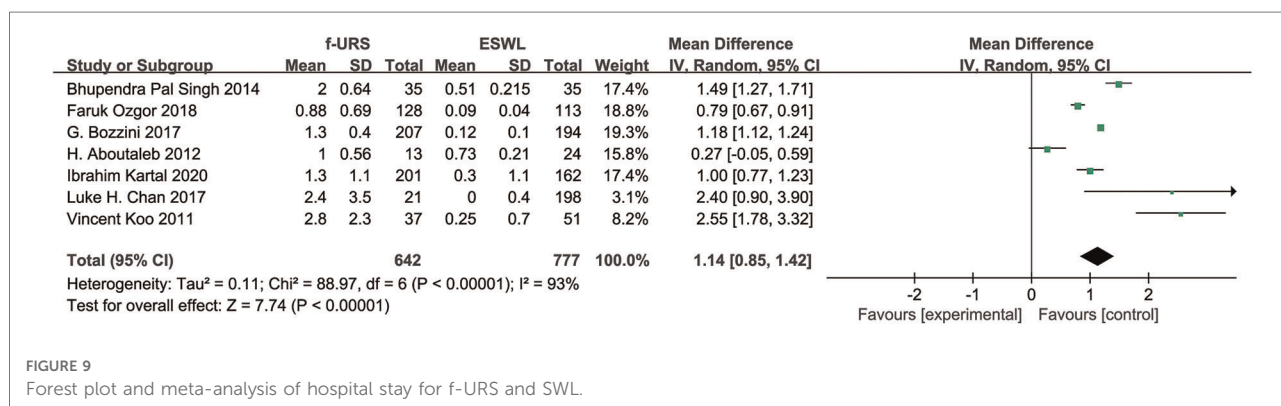 f-URS ESWL Mean Difference Mean Difference
Study or Subgroup Mean SD Total Mean SD Total Weight IV, Random, 95% CI IV, Random, 95% CI
Bhupendra Pal Singh 2014 2 0.64 35 0.51 0.215 35 17.4% 1.49 [1.27, 1.71]
Faruk Ozgor 2018 0.88 0.69 128 0.09 0.04 113 18.8% 0.79 [0.67, 0.91]
G. Bozzini 2017 1.3 0.4 207 0.12 0.1 194 19.3% 1.18 [1.12, 1.24]
H. Aboutaleb 2012 1 0.56 13 0.73 0.21 24 15.8% 0.27 [-0.05, 0.59]
Ibrahim Kartal 2020 1.3 1.1 201 0.3 1.1 162 17.4% 1.00 [0.77, 1.23]
Luke H. Chan 2017 2.4 3.5 21 0 0.4 198 3.1% 2.40 [0.90, 3.90]
Vincent Koo 2011 2.8 2.3 37 0.25 0.7 51 8.2% 2.55 [1.78, 3.32]
Total (95% CI) 642 777 100.0% 1.14 [0.85, 1.42]
Heterogeneity: Tau² = 0.11; Chi² = 88.97, df = 6 (P < 0.00001); I² = 93%
Test for overall effect: Z = 7.74 (P < 0.00001)
-2 -1 0 1 2
Favours [experimental] Favours [control]
FIGURE 9
Forest plot and meta-analysis of hospital stay for f-URS and SWL.